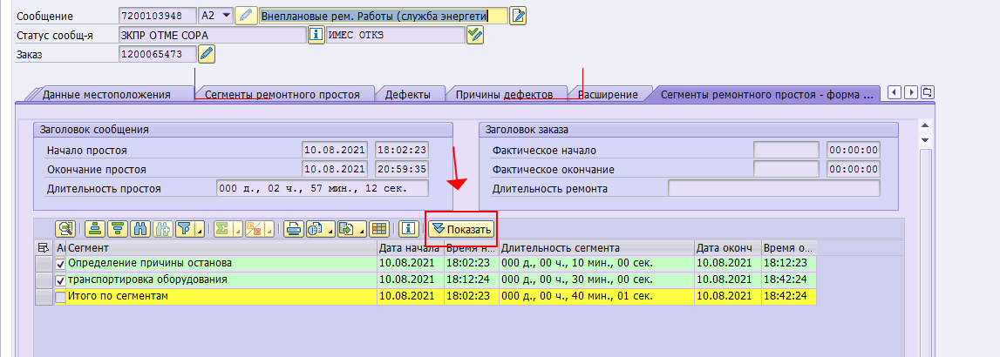 Сообщение 7200103948 A2 Внеплановые рем. Работы (служба энергети
Статус сообщ-я ЗКПР ОТМЕ СОРА ИМЕС ОТКЗ
Заказ 1200065473
Данные местоположения Сегменты ремонтного простоя Дефекты Причины дефектов Расширение Сегменты ремонтного простоя - форма ...
Заголовок сообщения Заголовок заказа
Начало простоя 10.08.2021 18:02:23 Фактическое начало 00:00:00
Окончание простоя 10.08.2021 20:59:35 Фактическое окончание 00:00:00
Длительность простоя 000 д., 02 ч., 57 мин., 12 сек. Длительность ремонта
Показать
Сегмент Дата начала Время н... Длительность сегмента Дата оконч Время о...
Определение причины останова 10.08.2021 18:02:23 000 д., 00 ч., 10 мин., 00 сек. 10.08.2021 18:12:23
транспортировка оборудования 10.08.2021 18:12:24 000 д., 00 ч., 30 мин., 00 сек. 10.08.2021 18:42:24
Итого по сегментам 10.08.2021 18:02:23 000 д., 00 ч., 40 мин., 01 сек. 10.08.2021 18:42:24